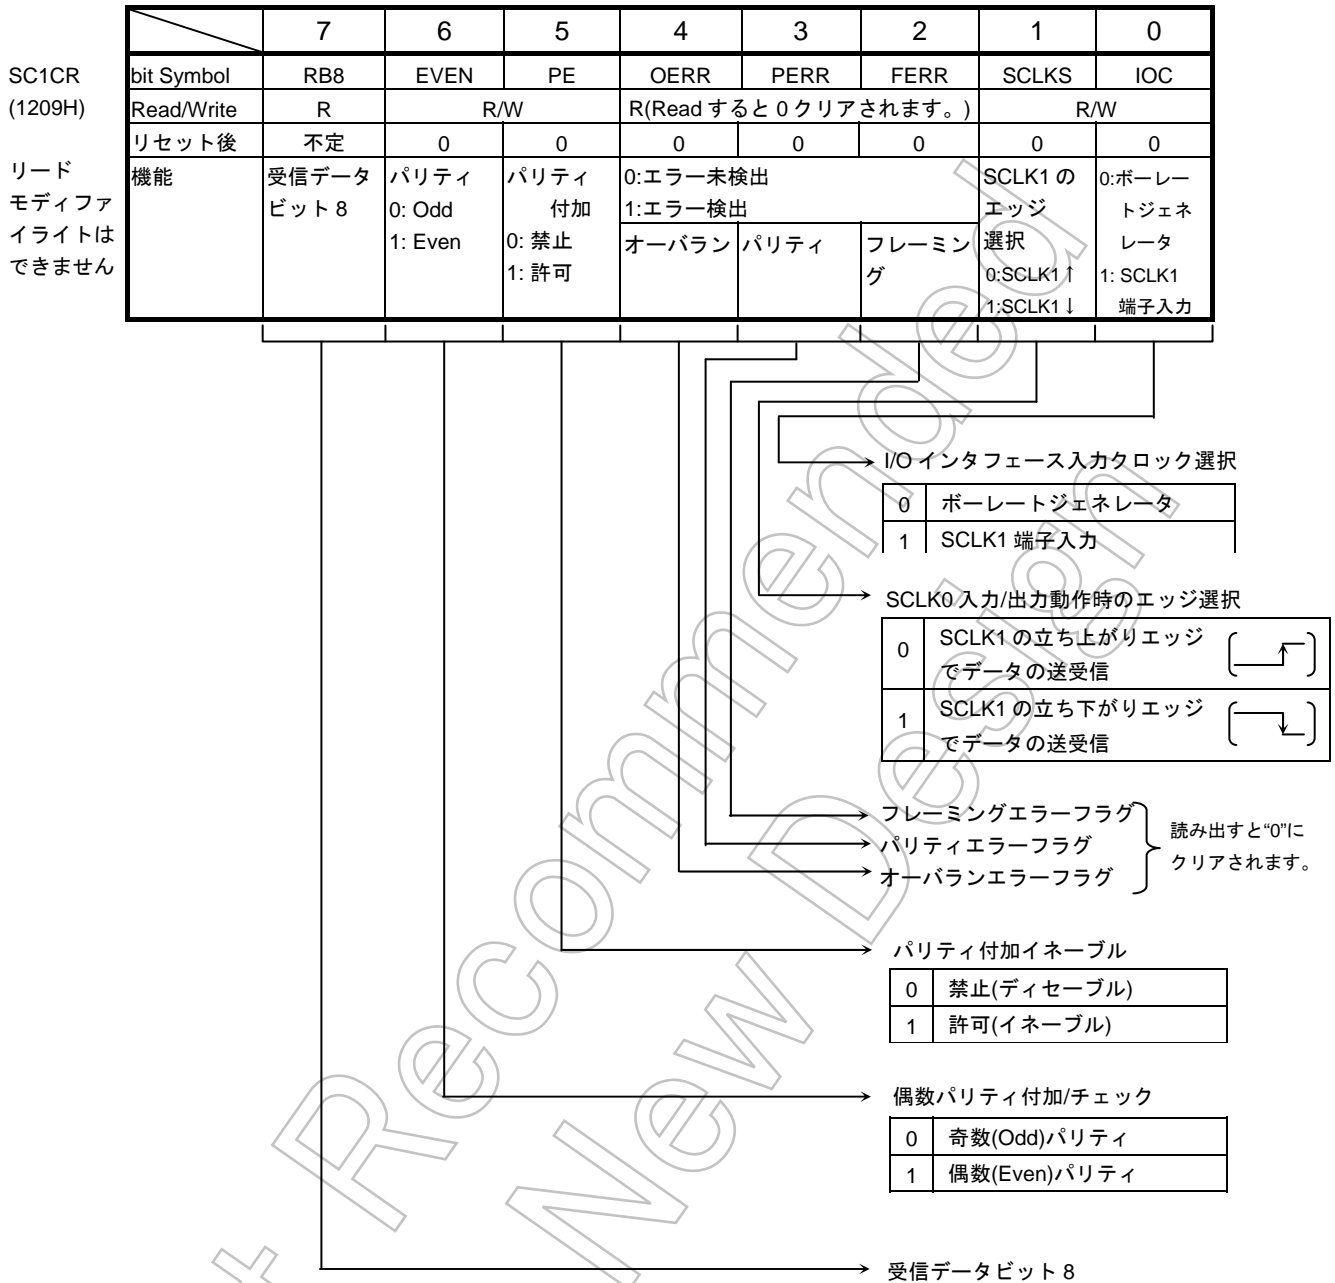 7 6 5 4 3 2 1 0
SC1CR
(1209H)
bit Symbol RB8 EVEN PE OERR PERR FERR SCLKS IOC
Read/Write R R/W R(Read すると 0 クリアされます。) R/W
リセット後 不定 0 0 0 0 0 0 0
リード
モディファ
イライトは
できません
機能
受信データ
ビット 8
パリティ
0: Odd
1: Even
パリティ
付加
0: 禁止
1: 許可
0:エラー未検出
1:エラー検出
オーバラン パリティ フレーミン
グ
SCLK1 の
エッジ
選択
0:SCLK1↑
1:SCLK1↓
0:ボーレー
トジェネ
レータ
1: SCLK1
端子入力
I/O インタフェース入力クロック選択
0 ボーレートジェネレータ
1 SCLK1 端子入力
SCLK0 入力/出力動作時のエッジ選択
0 SCLK1 の立ち上がりエッジ
でデータの送受信
1 SCLK1 の立ち下がりエッジ
でデータの送受信
フレーミングエラーフラグ
パリティエラーフラグ
オーバランエラーフラグ
読み出すと“0”に
クリアされます。
パリティ付加イネーブル
0 禁止(ディセーブル)
1 許可(イネーブル)
偶数パリティ付加/チェック
0 奇数(Odd)パリティ
1 偶数(Even)パリティ
受信データビット 8
t Recommended
New Design